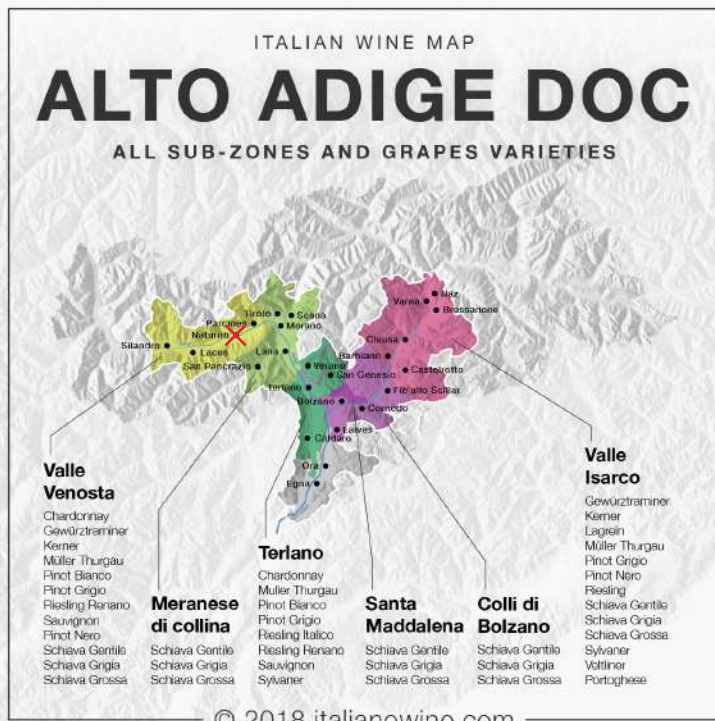 ITALIAN WINE MAP
ALTO ADIGE DOC
ALL SUB-ZONES AND GRAPES VARIETIES
Naz
Varna
Bressanone
Tirolo
Scena
Parcines
Merano
Naturno
Silandro
Laces
Lana
San Pancrazio
Chiusa
Barbiano
Verano
Castelrotto
San Genesio
Terlano
Fiè allo Sciliar
Bolzano
Cornedo
Laives
Caldaro
Ora
Egna
Valle
Venosta
Chardonnay
Gewürztraminer
Kerner
Müller Thurgau
Pinot Bianco
Pinot Grigio
Riesling Renano
Sauvignon
Pinot Nero
Schiava Gentile
Schiava Grigia
Schiava Grossa
Meranese
di collina
Schiava Gentile
Schiava Grigia
Schiava Grossa
Terlano
Chardonnay
Muller Thurgau
Pinot Bianco
Pinot Grigio
Riesling Italico
Riesling Renano
Sauvignon
Sylvaner
Santa
Maddalena
Schiava Gentile
Schiava Grigia
Schiava Grossa
Colli di
Bolzano
Schiava Gentile
Schiava Grigia
Schiava Grossa
Valle
Isarco
Gewürztraminer
Kerner
Lagrein
Müller Thurgau
Pinot Grigio
Pinot Nero
Riesling
Schiava Gentile
Schiava Grigia
Schiava Grossa
Sylvaner
Veltliner
Portoghese
© 2018 italianowine.com